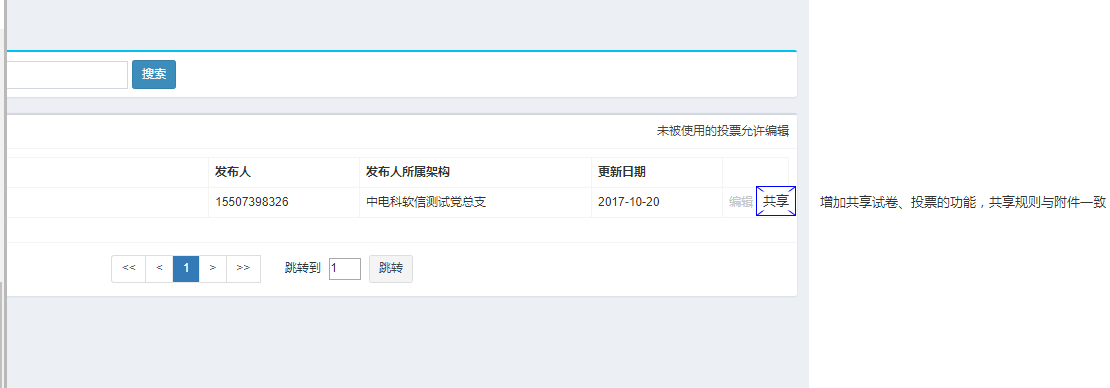 搜索
未被使用的投票允许编辑
发布人 发布人所属架构 更新日期
15507398326 中电科软信测试党总支 2017-10-20 编辑 共享 增加共享试卷、投票的功能，共享规则与附件一致
<< < 1 > >> 跳转到 1 跳转